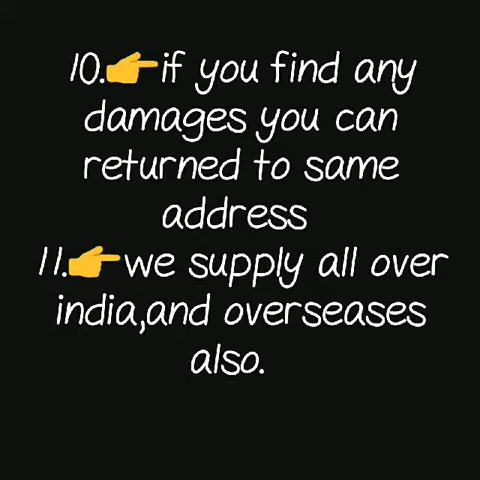 10.👉if you find any
damages you can
returned to same
address
11.👉we supply all over
india,and overseases
also.